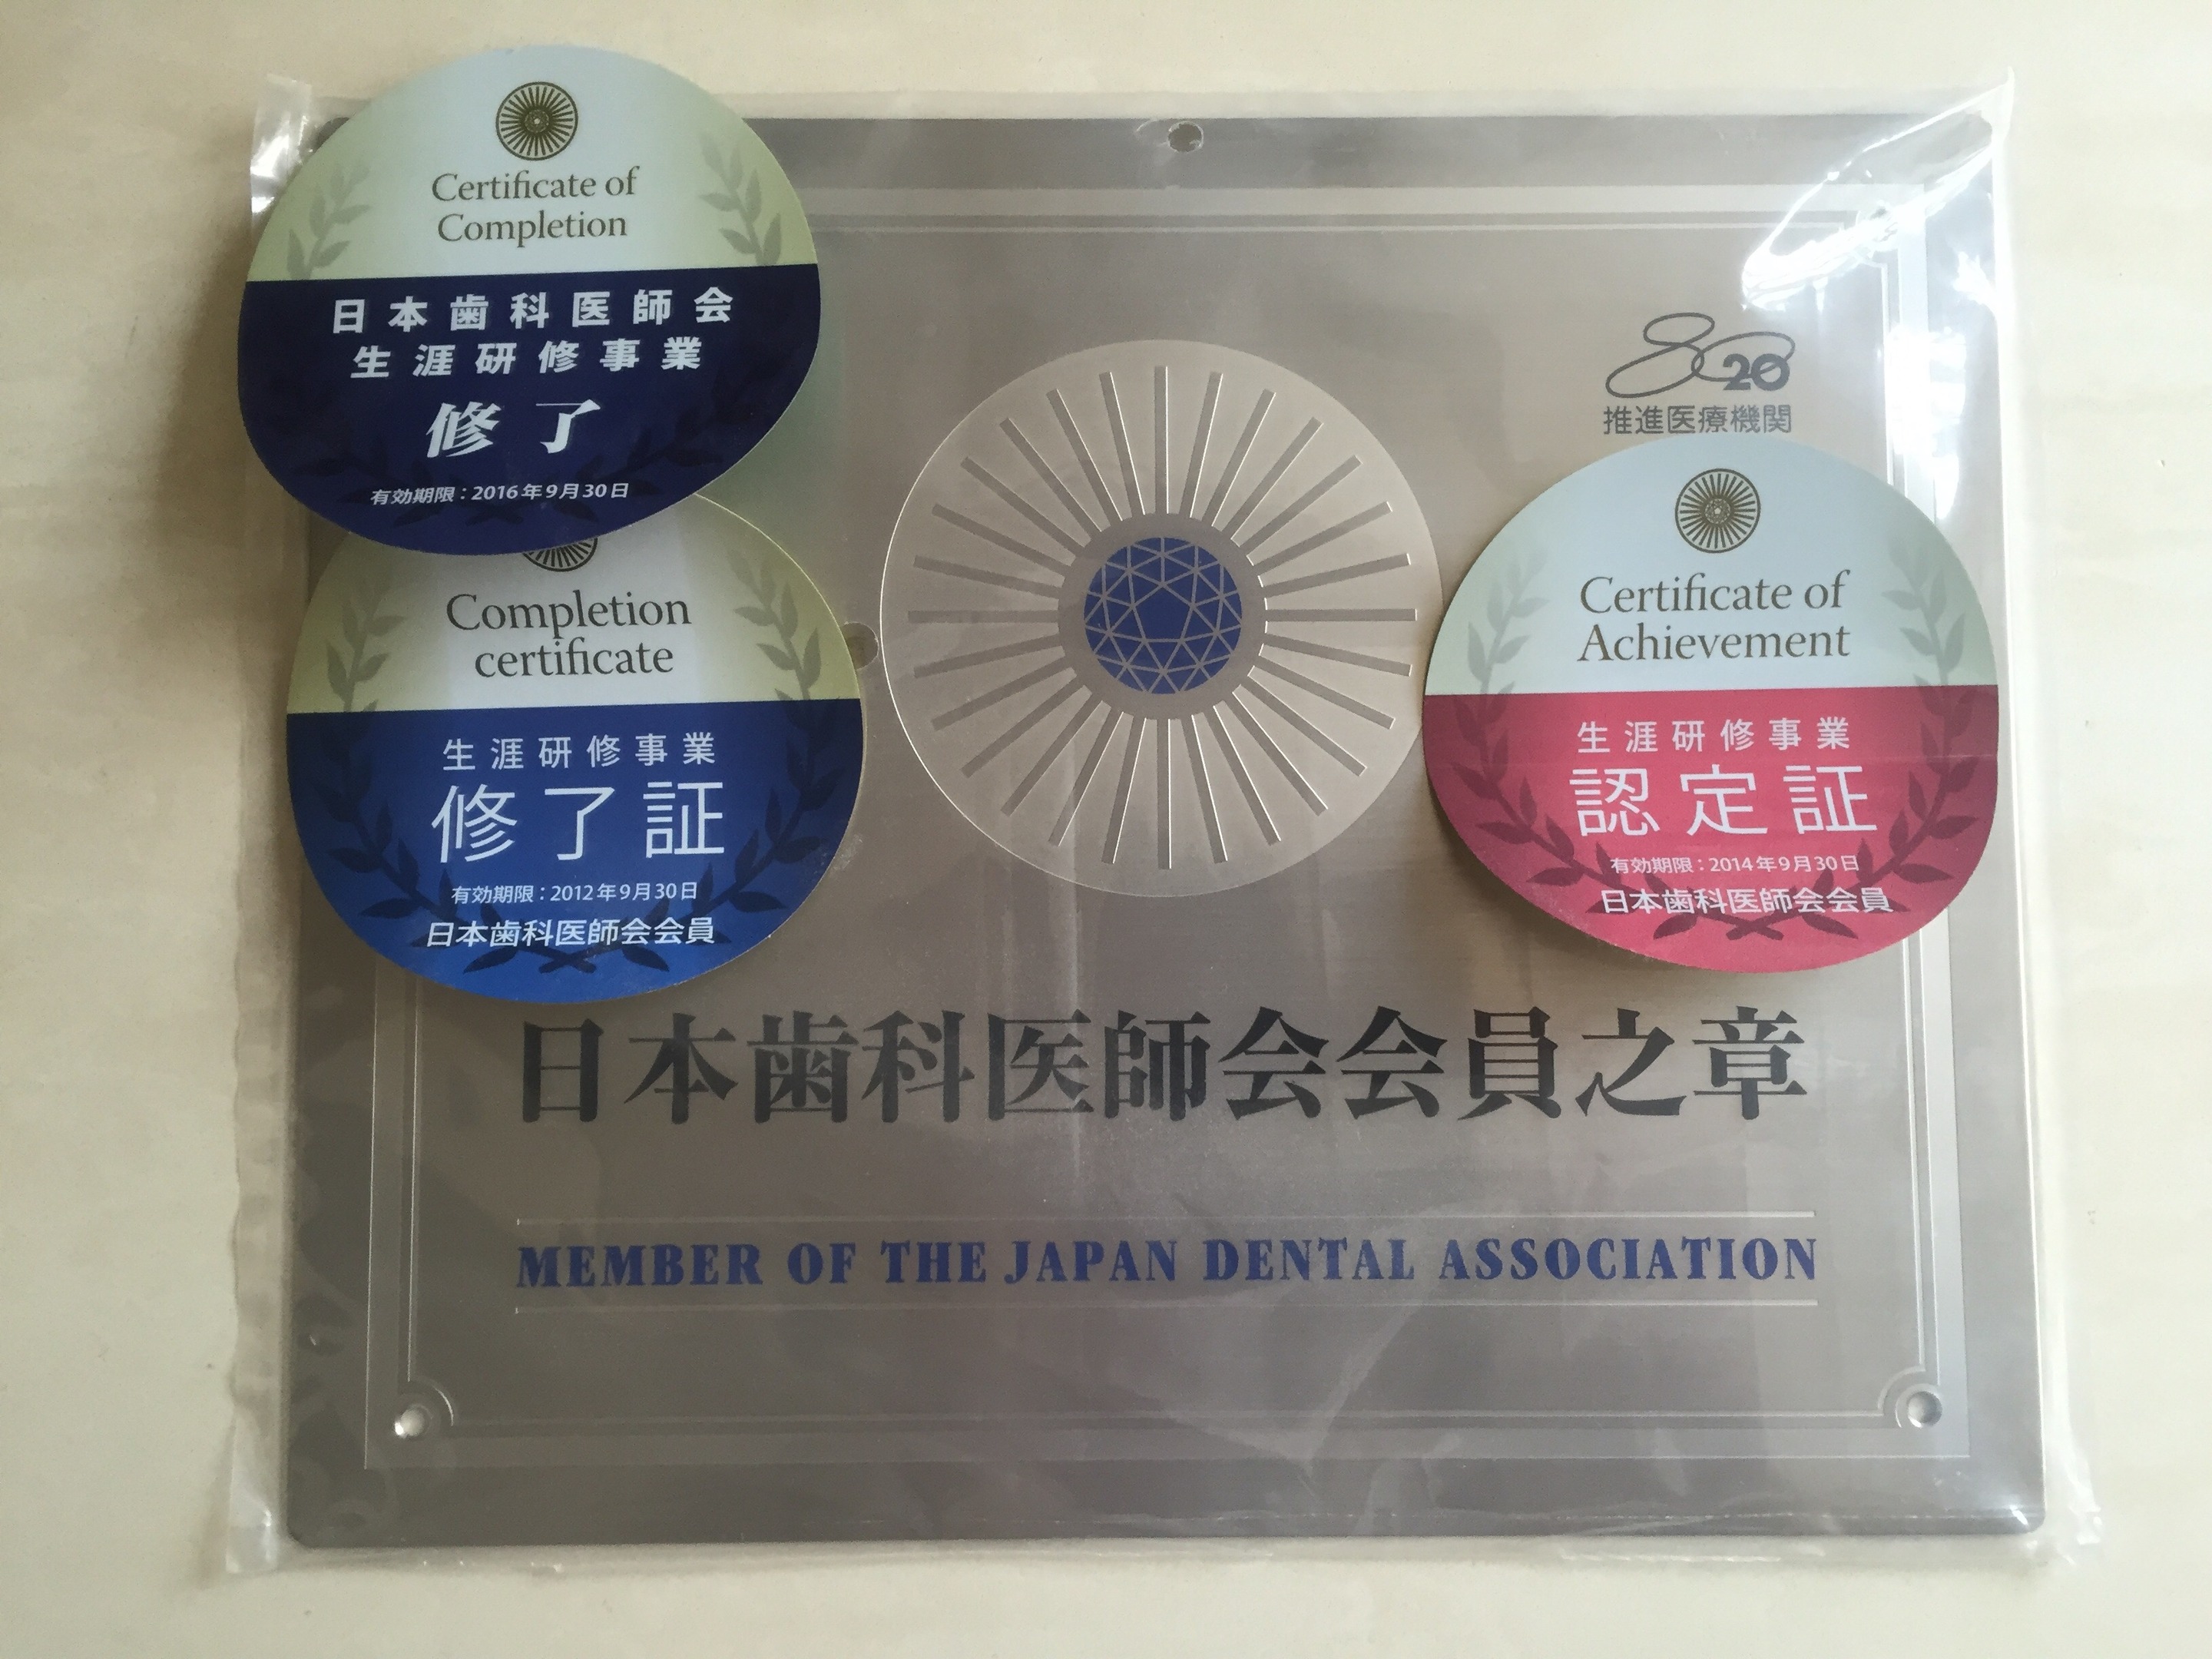 Certificate of
Completion
日本歯科医師会
生涯研修事業
修了
有効期限：2016年9月30日
Completion
certificate
生涯研修事業
修了証
有効期限：2012年9月30日
日本歯科医師会会員
8020
推進医療機関
Certificate of
Achievement
生涯研修事業
認定証
有効期限：2014年9月30日
日本歯科医師会会員
日本歯科医師会会員之章
MEMBER OF THE JAPAN DENTAL ASSOCIATION